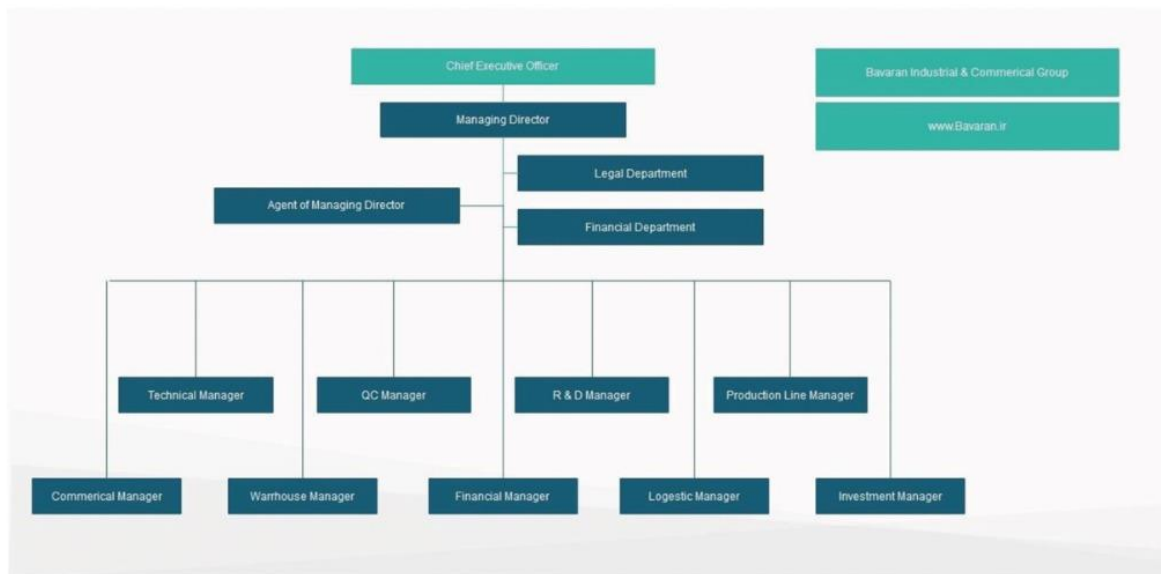 Chief Executive Officer
Bavaran Industrial & Commerical Group
Managing Director
www.Bavaran.ir
Legal Department
Agent of Managing Director
Financial Department
Technical Manager
QC Manager
R & D Manager
Production Line Manager
Commerical Manager
Warrhouse Manager
Financial Manager
Logestic Manager
Investment Manager